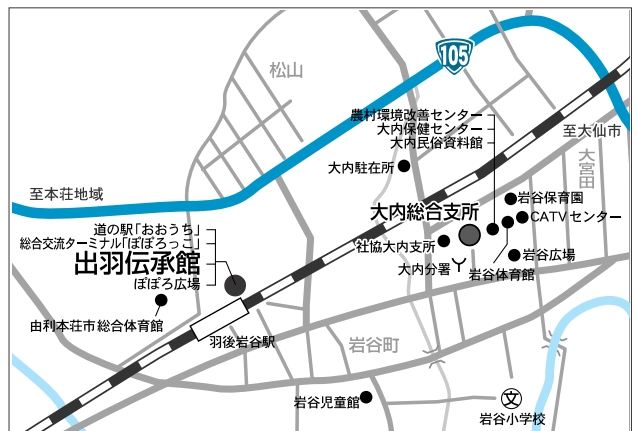 105
松山
農村環境改善センター
大内保健センター
大内民俗資料館
至大仙市
大内駐在所
大宮田
至本荘地域
岩谷保育園
大内総合支所
CATVセンター
道の駅「おおうち」
総合交流ターミナル「ぽぽろっこ」
社協大内支所
岩谷広場
出羽伝承館
大内分署
岩谷体育館
ぽぽろ広場
由利本荘市総合体育館
羽後岩谷駅
岩谷町
岩谷児童館
文
岩谷小学校